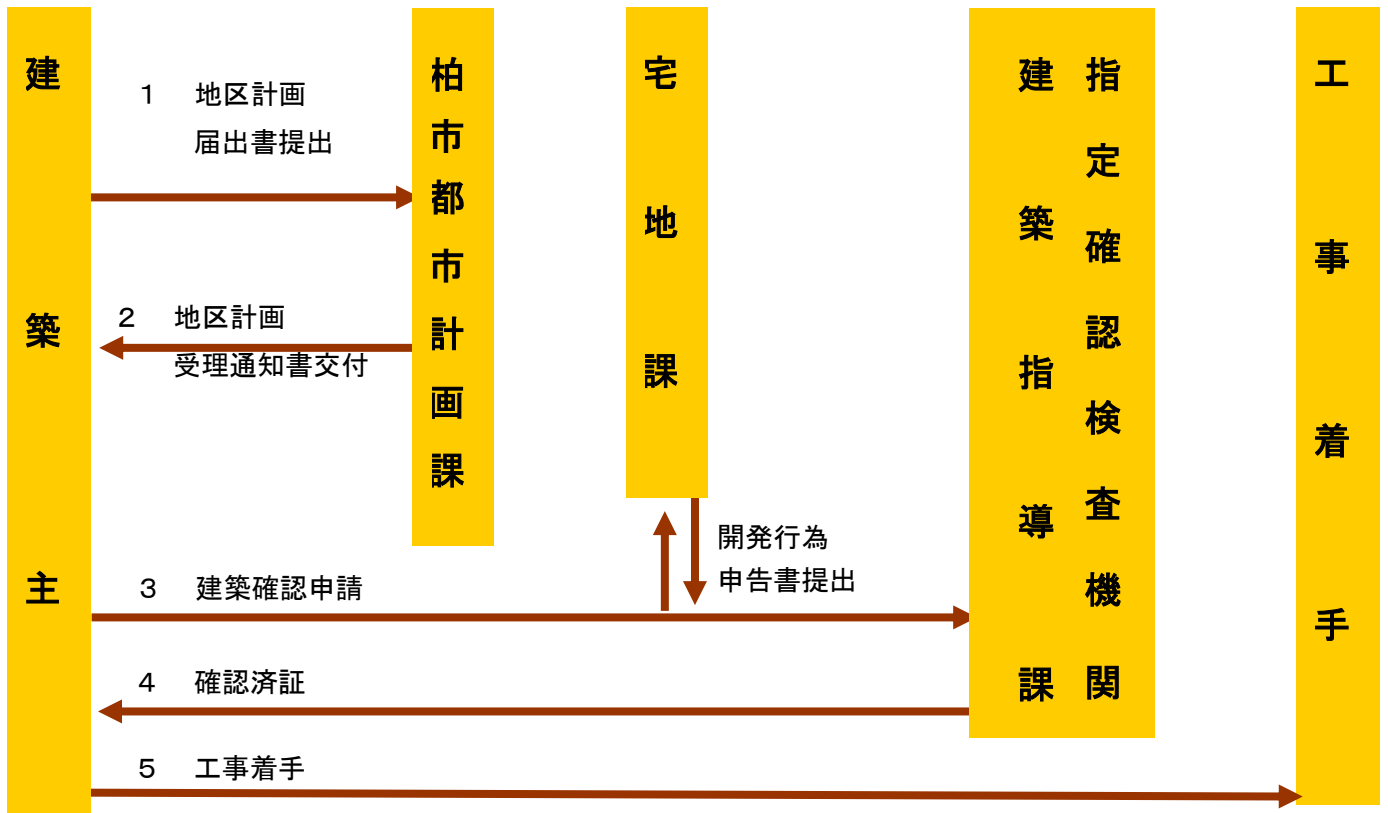 建築主
柏市都市計画課
宅地課
指定確認検査機関
建築指導課
工事着手
１ 地区計画
届出書提出
２ 地区計画
受理通知書交付
開発行為
申告書提出
３ 建築確認申請
４ 確認済証
５ 工事着手